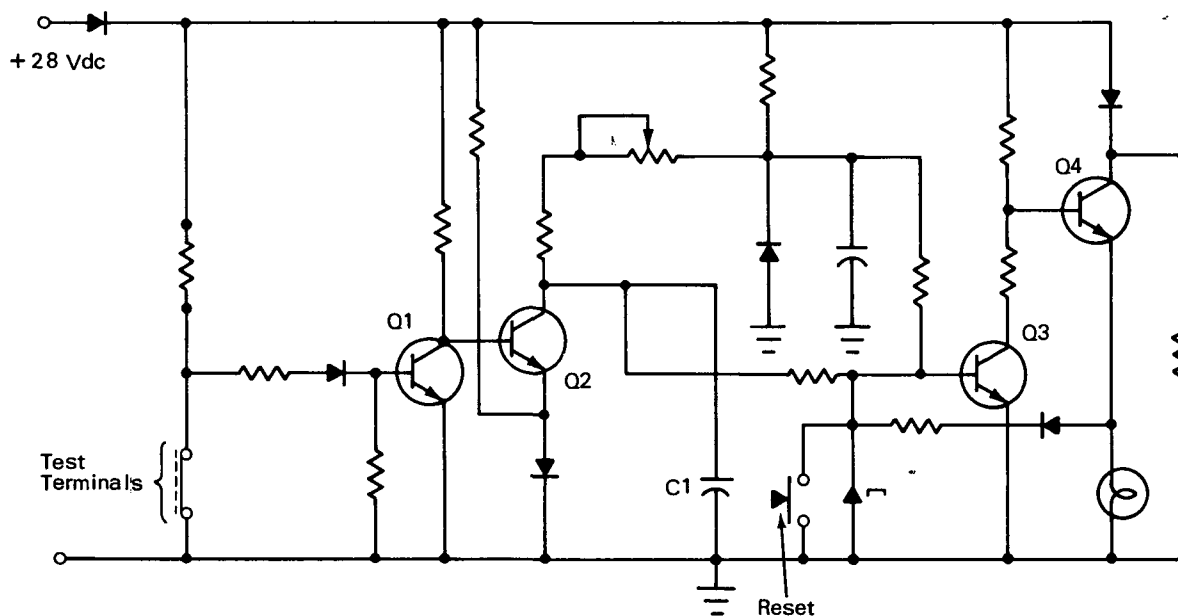 + 28 Vdc
Q4
Q1
Q3
Q2
Test
Terminals
C1
Reset